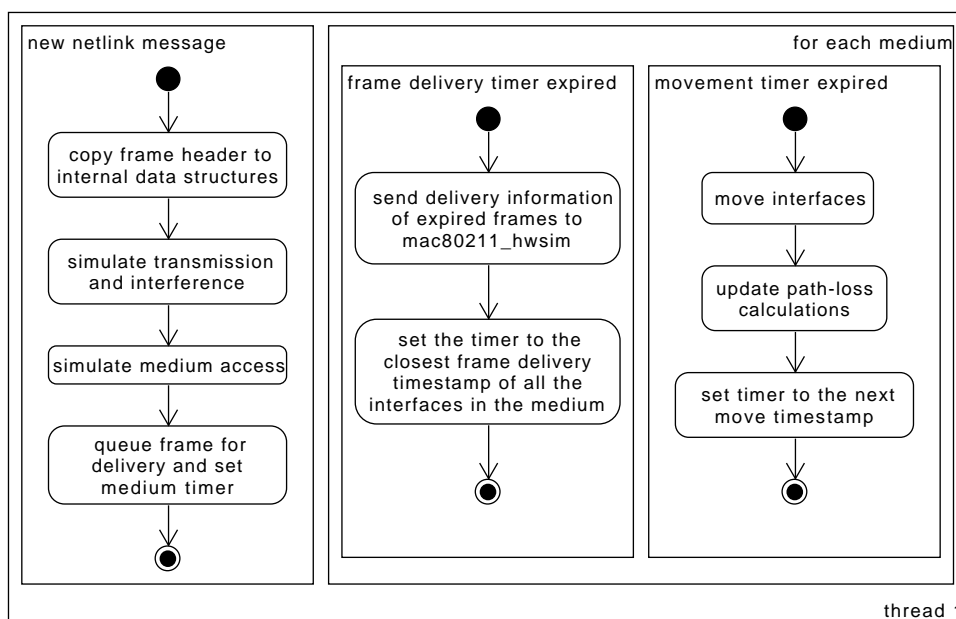 new netlink message
copy frame header to
internal data structures
simulate transmission
and interference
simulate medium access
queue frame for
delivery and set
medium timer
for each medium
frame delivery timer expired
send delivery information
of expired frames to
mac80211_hwsim
set the timer to the
closest frame delivery
timestamp of all the
interfaces in the medium
movement timer expired
move interfaces
update path-loss
calculations
set timer to the next
move timestamp
thread